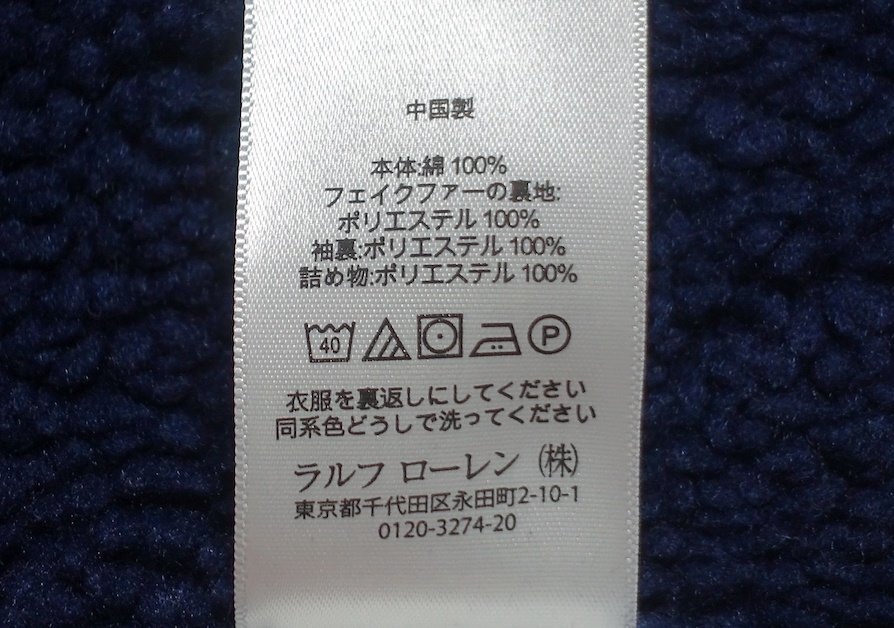 中国製
本体:綿 100%
フェイクファーの裏地:
ポリエステル 100%
袖裏:ポリエステル 100%
詰め物:ポリエステル 100%
40 P
衣服を裏返しにしてください
同系色どうしで洗ってください
ラルフ ローレン (株)
東京都千代田区永田町2-10-1
0120-3274-20